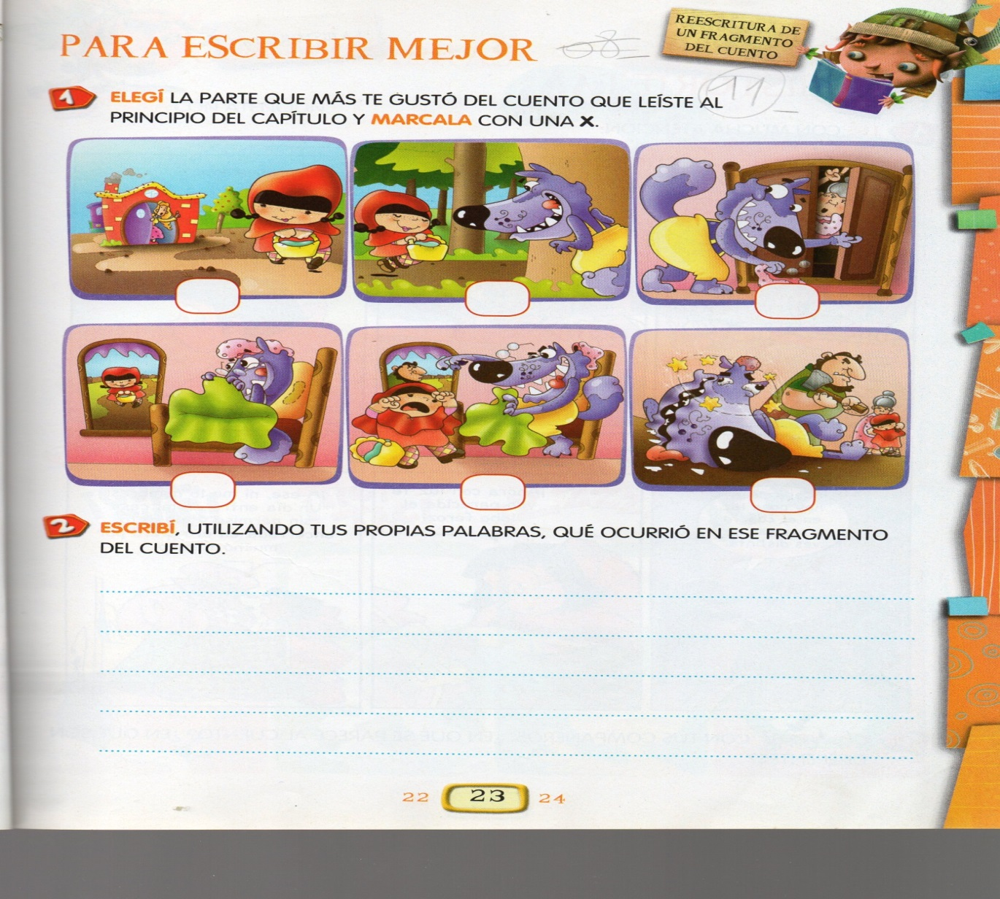 PARA ESCRIBIR MEJOR
REESCRITURA DE
UN FRAGMENTO
DEL CUENTO
11
1 ELEGÍ LA PARTE QUE MÁS TE GUSTÓ DEL CUENTO QUE LEÍSTE AL
PRINCIPIO DEL CAPÍTULO Y MARCALA CON UNA X.
2 ESCRIBÍ, UTILIZANDO TUS PROPIAS PALABRAS, QUÉ OCURRIÓ EN ESE FRAGMENTO
DEL CUENTO.
22 23 24